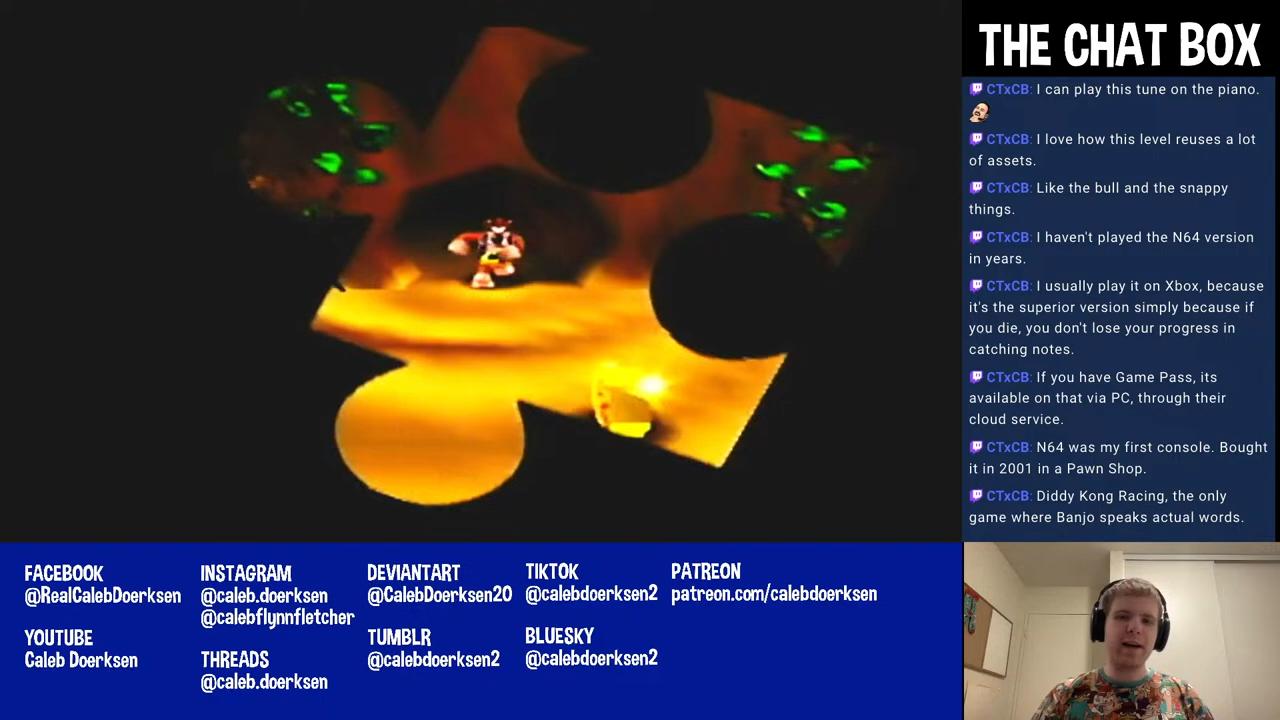 THE CHAT BOX
CTxCB: I can play this tune on the piano.
CTxCB: I love how this level reuses a lot
of assets.
CTxCB: Like the bull and the snappy
things.
CTxCB: I haven't played the N64 version
in years.
CTxCB: I usually play it on Xbox, because
it's the superior version simply because if
you die, you don't lose your progress in
catching notes.
CTxCB: If you have Game Pass, its
available on that via PC, through their
cloud service.
CTxCB: N64 was my first console. Bought
it in 2001 in a Pawn Shop.
CTxCB: Diddy Kong Racing, the only
game where Banjo speaks actual words.
FACEBOOK
@RealCalebDoerksen
YOUTUBE
Caleb Doerksen
INSTAGRAM
@caleb.doerksen
@calebflynnfletcher
THREADS
@caleb.doerksen
DEVIANTART
@CalebDoerksen20
TUMBLR
@calebdoerksen2
TIKTOK
@calebdoerksen2
BLUESKY
@calebdoerksen2
PATREON
patreon.com/calebdoerksen